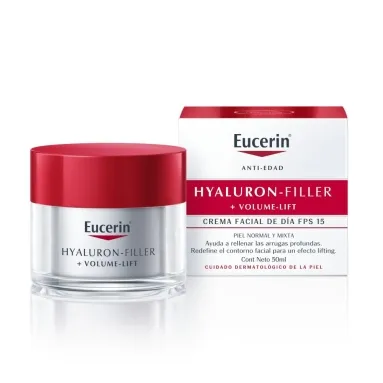 Eucerin®
HYALURON-FILLER
+ VOLUME-LIFT
Eucerin®
ANTI-EDAD
HYALURON-FILLER
+ VOLUME-LIFT
CREMA FACIAL DE DÍA FPS 15
PIEL NORMAL Y MIXTA
Ayuda a rellenar las arrugas profundas.
Redefine el contorno facial para un efecto lifting.
Cont Neto 50ml
CUIDADO DERMATOLÓGICO DE LA PIEL